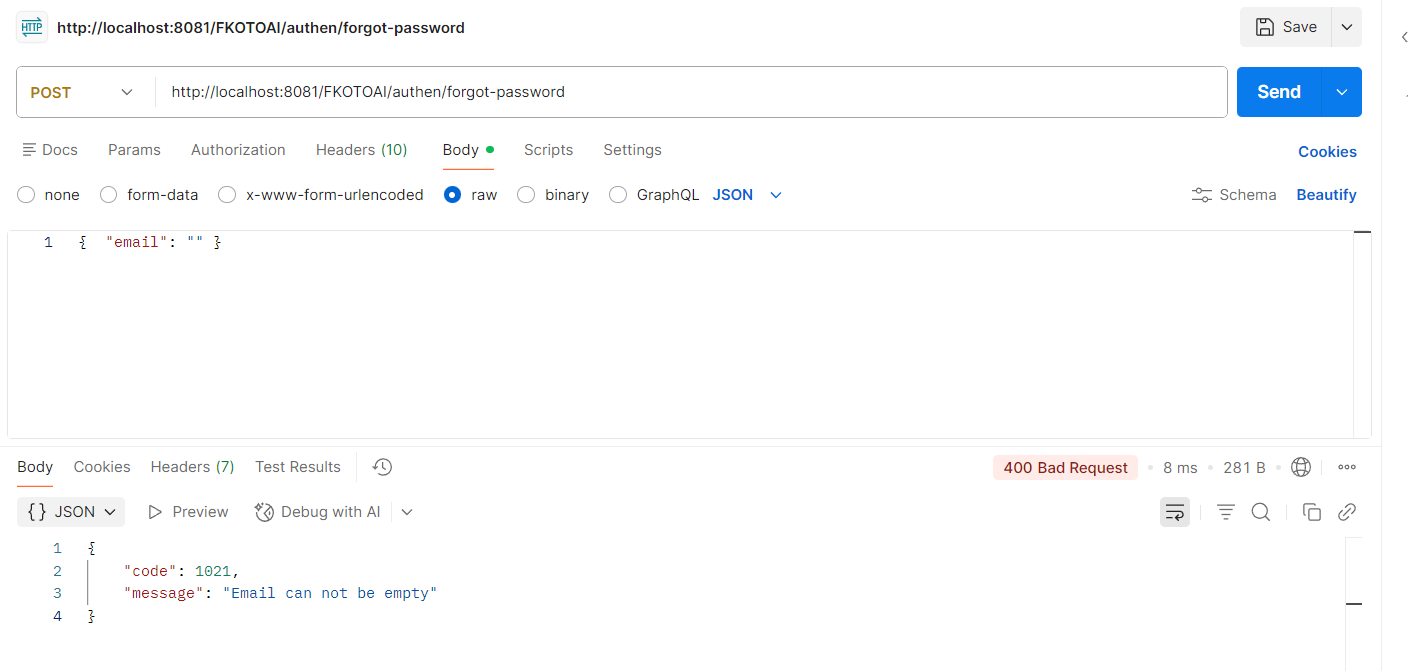 HTTP http://localhost:8081/FKOTOAI/authen/forgot-password Save
POST http://localhost:8081/FKOTOAI/authen/forgot-password Send
Docs Params Authorization Headers (10) Body Scripts Settings Cookies
none form-data x-www-form-urlencoded raw binary GraphQL JSON Schema Beautify
1 { "email": "" }
Body Cookies Headers (7) Test Results 400 Bad Request 8 ms 281 B
{} JSON Preview Debug with AI
1 {
2 "code": 1021,
3 "message": "Email can not be empty"
4 }